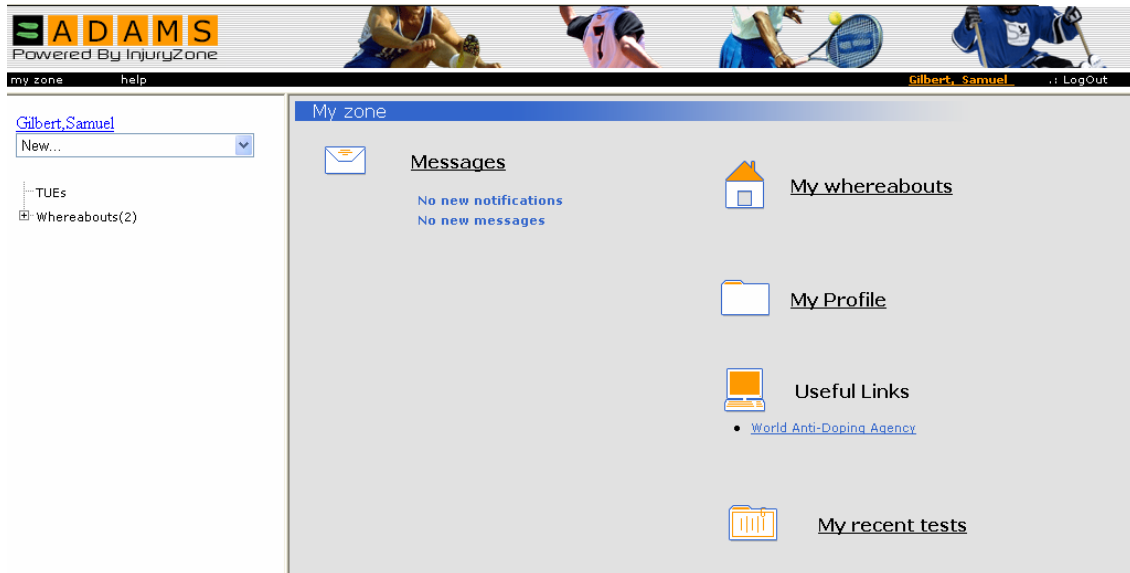 ADAMS
Powered By InjuryZone
my zone help Gilbert, Samuel .: LogOut
Gilbert,Samuel
New...
TUEs
Whereabouts(2)
My zone
Messages
No new notifications
No new messages
My whereabouts
My Profile
Useful Links
World Anti-Doping Agency
My recent tests